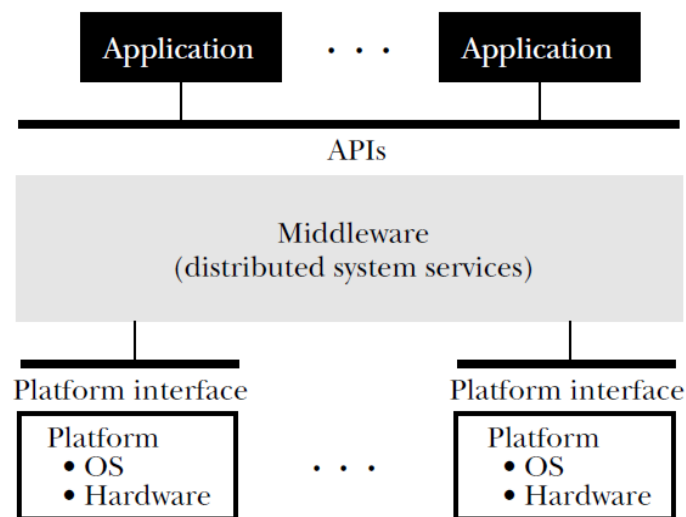 Application . . . Application
APIs
Middleware
(distributed system services)
Platform interface Platform interface
Platform
• OS
• Hardware
. . .
Platform
• OS
• Hardware